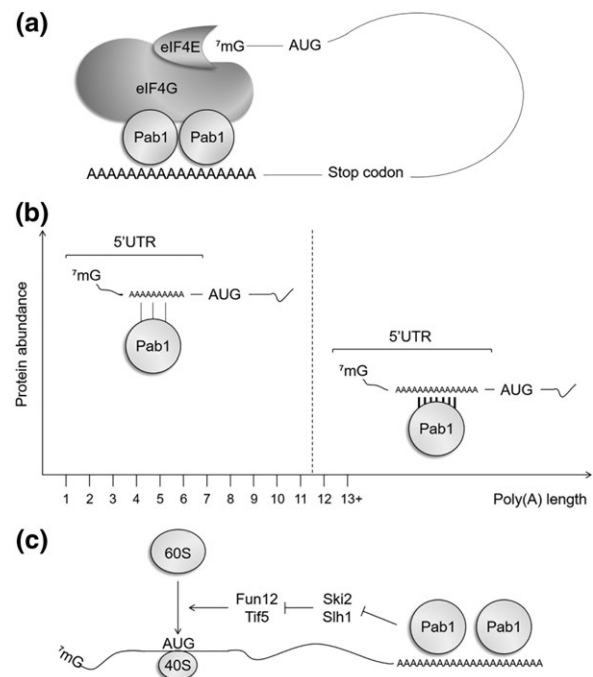 (a)
eIF4E ⁷mG AUG
eIF4G
Pab1 Pab1
AAAAAAAAAAAAAAAAA Stop codon
(b)
Protein abundance
5'UTR
⁷mG
AAAAAAAAAA AUG
Pab1
5'UTR
⁷mG
AAAAAAAAAAAAAAA AUG
Pab1
1 2 3 4 5 6 7 8 9 10 11 12 13+ Poly(A) length
(c)
60S
Fun12 Ski2
Tif5 Slh1
Pab1 Pab1
AUG
⁷mG 40S AAAAAAAAAAAAAAAAAAAAA